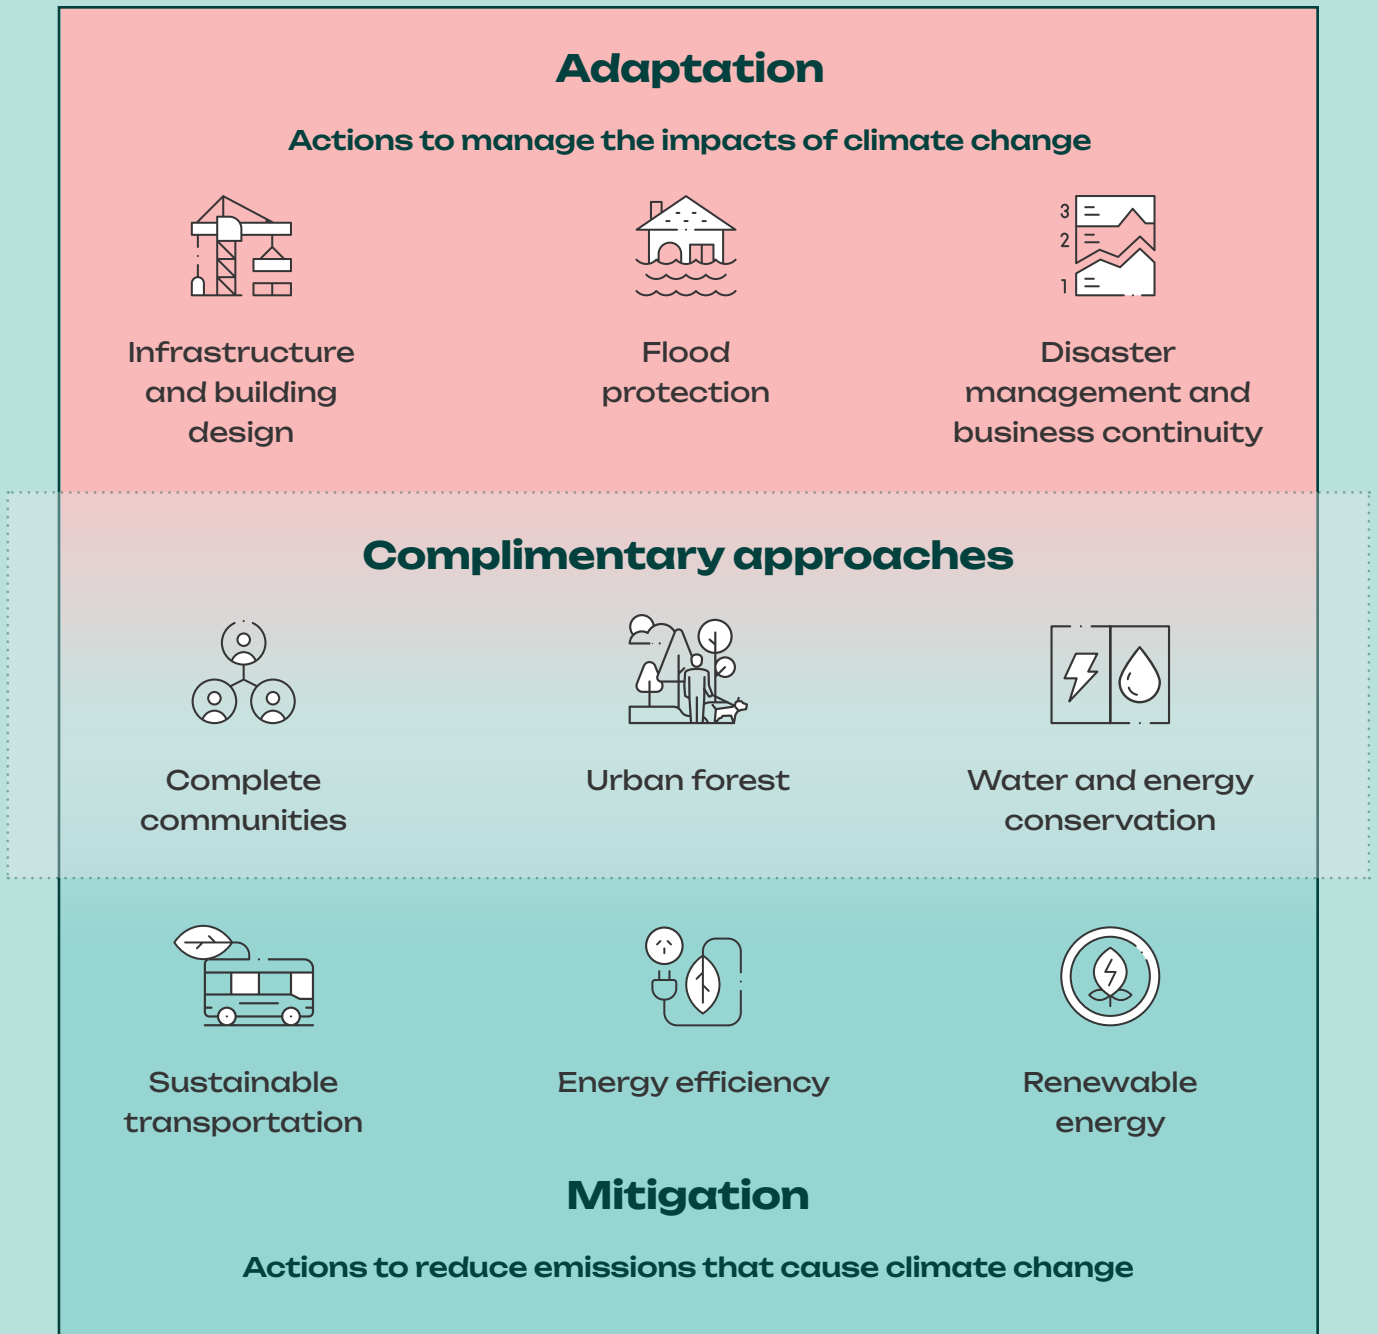 Adaptation
Actions to manage the impacts of climate change
3
2
1
Infrastructure
and building
design
Flood
protection
Disaster
management and
business continuity
Complimentary approaches
Complete
communities
Urban forest
Water and energy
conservation
Sustainable
transportation
Energy efficiency
Renewable
energy
Mitigation
Actions to reduce emissions that cause climate change